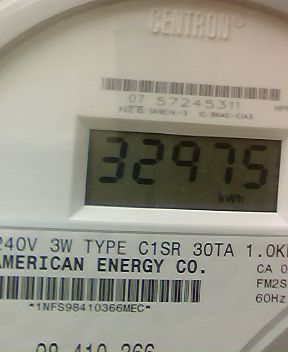 CENTRON
07 57245311
32975
kWh
240V 3W TYPE C1SR 30TA 1.0K
AMERICAN ENERGY CO.
CA 0
FM2S
60Hz
*1NFS98410366MEC*
98 410 366